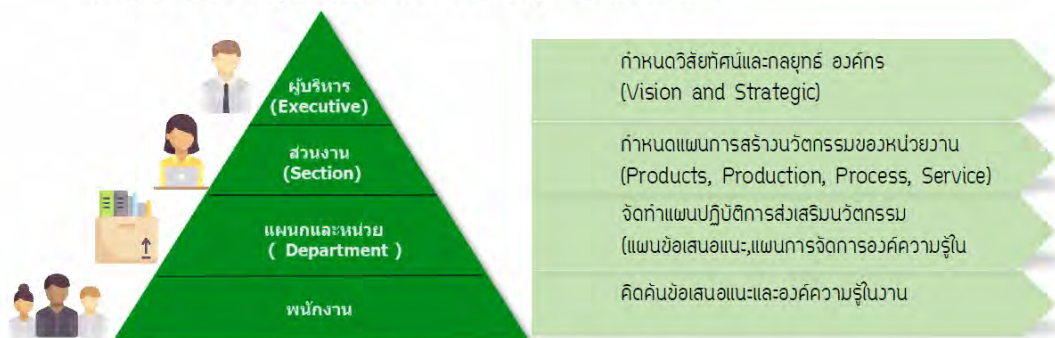 ผู้บริหาร
(Executive)
กำหนดวิสัยทัศน์และกลยุทธ์ องค์กร
(Vision and Strategic)
ส่วนงาน
(Section)
กำหนดแผนการสร้างนวัตกรรมของหน่วยงาน
(Products, Production, Process, Service)
แผนกและหน่วย
( Department )
จัดทำแผนปฏิบัติการส่งเสริมนวัตกรรม
(แผนข้อเสนอแนะ,แผนการจัดการองค์ความรู้ใน
พนักงาน
คิดค้นข้อเสนอแนะและองค์ความรู้ในงาน